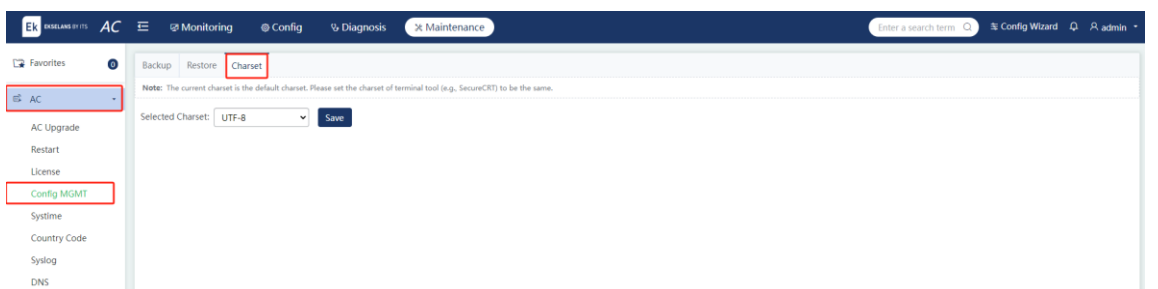 Ek EKSELANS BY ITS AC Monitoring Config Diagnosis Maintenance Enter a search term Config Wizard admin
Favorites 0
Backup Restore Charset
Note: The current charset is the default charset. Please set the charset of terminal tool (e.g., SecureCRT) to be the same.
AC
Selected Charset: UTF-8 Save
AC Upgrade
Restart
License
Config MGMT
Systime
Country Code
Syslog
DNS